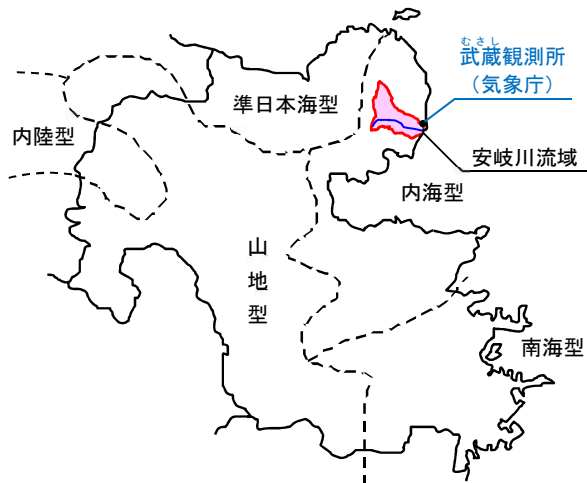 むさし
武蔵観測所
（気象庁）
準日本海型
内陸型
安岐川流域
内海型
山地型
南海型